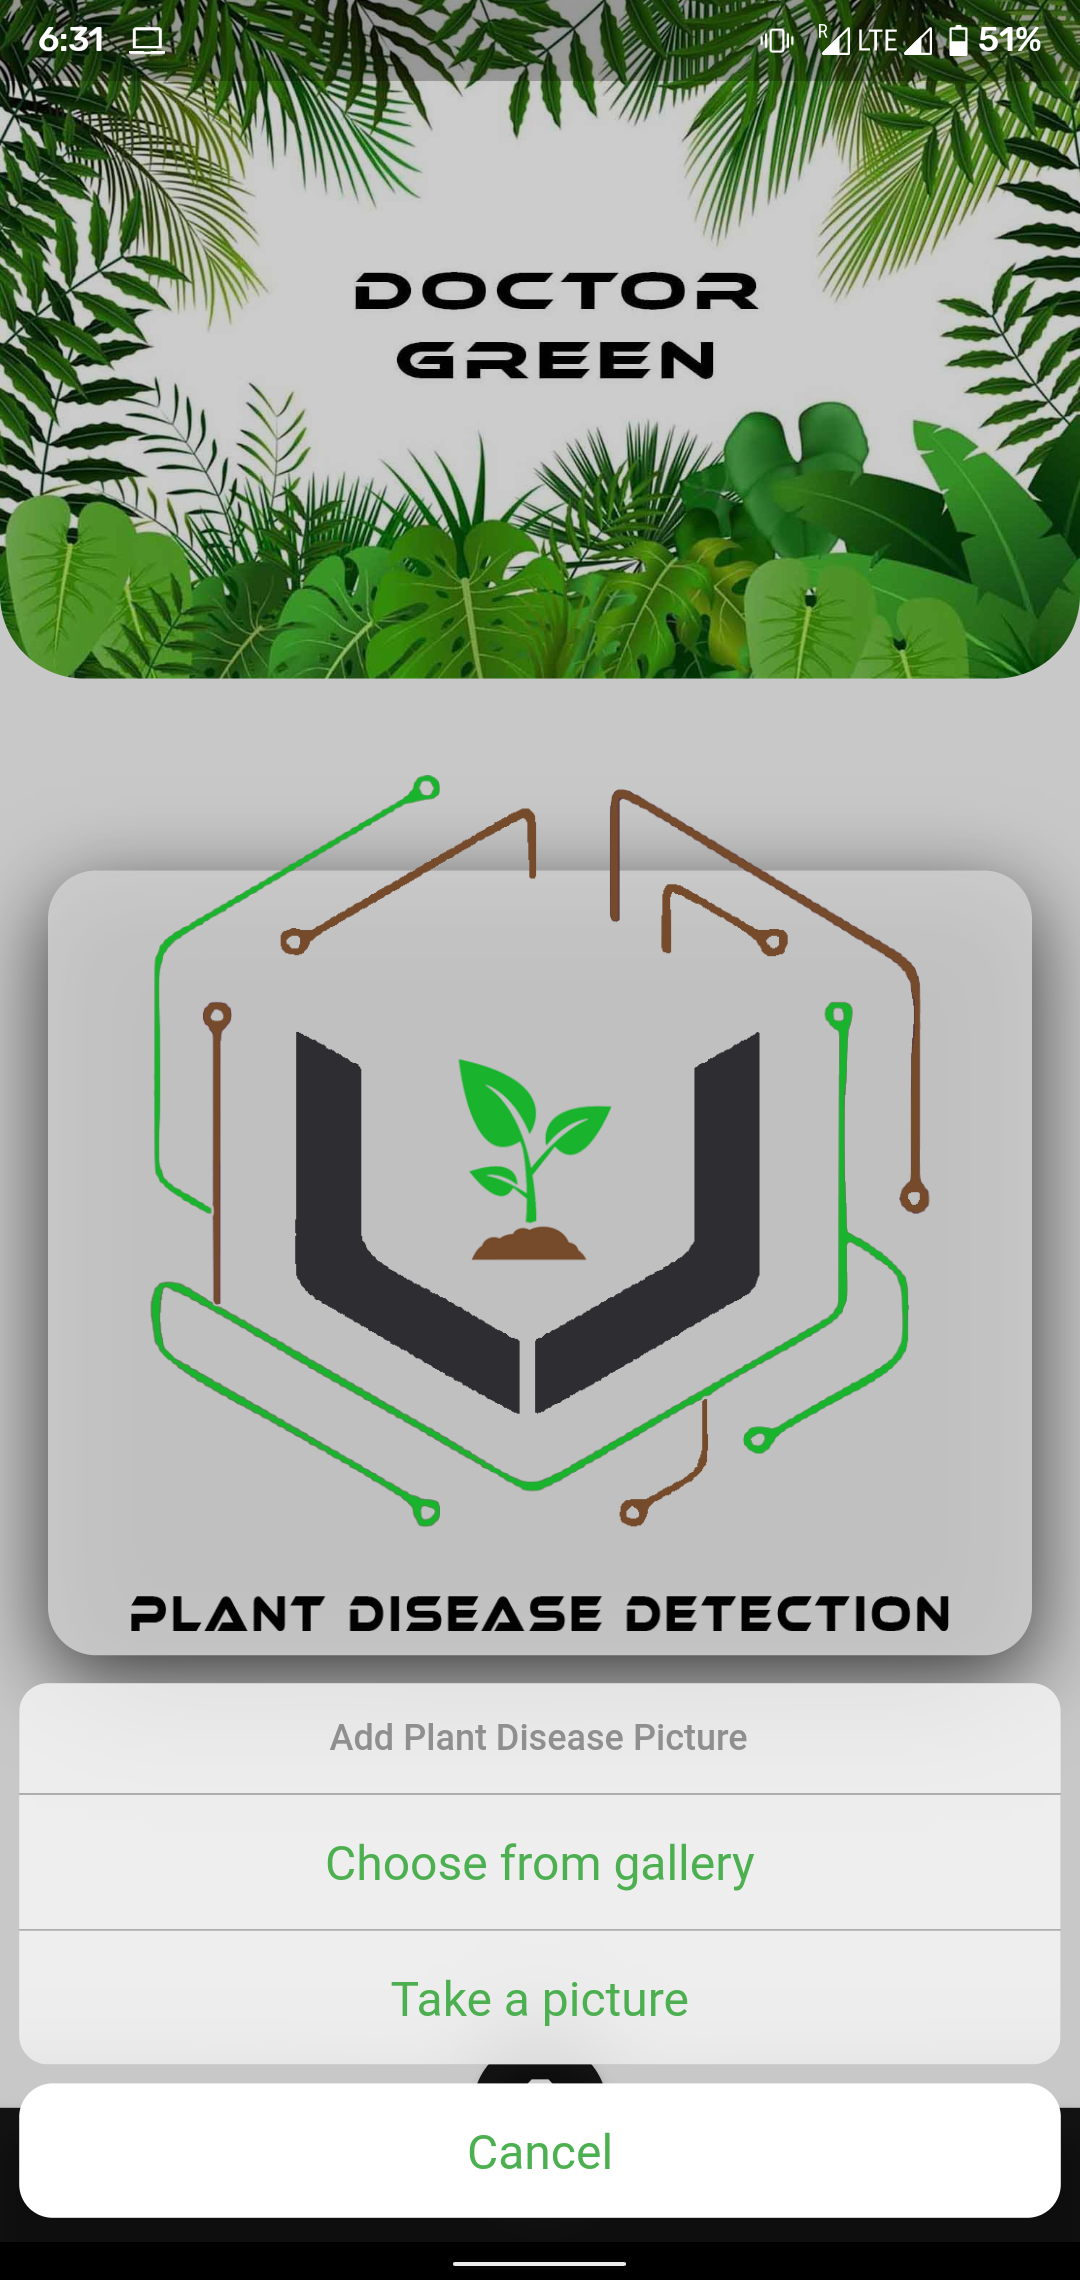 6:31
R LTE 51%
DOCTOR
GREEN
PLANT DISEASE DETECTION
Add Plant Disease Picture
Choose from gallery
Take a picture
Cancel